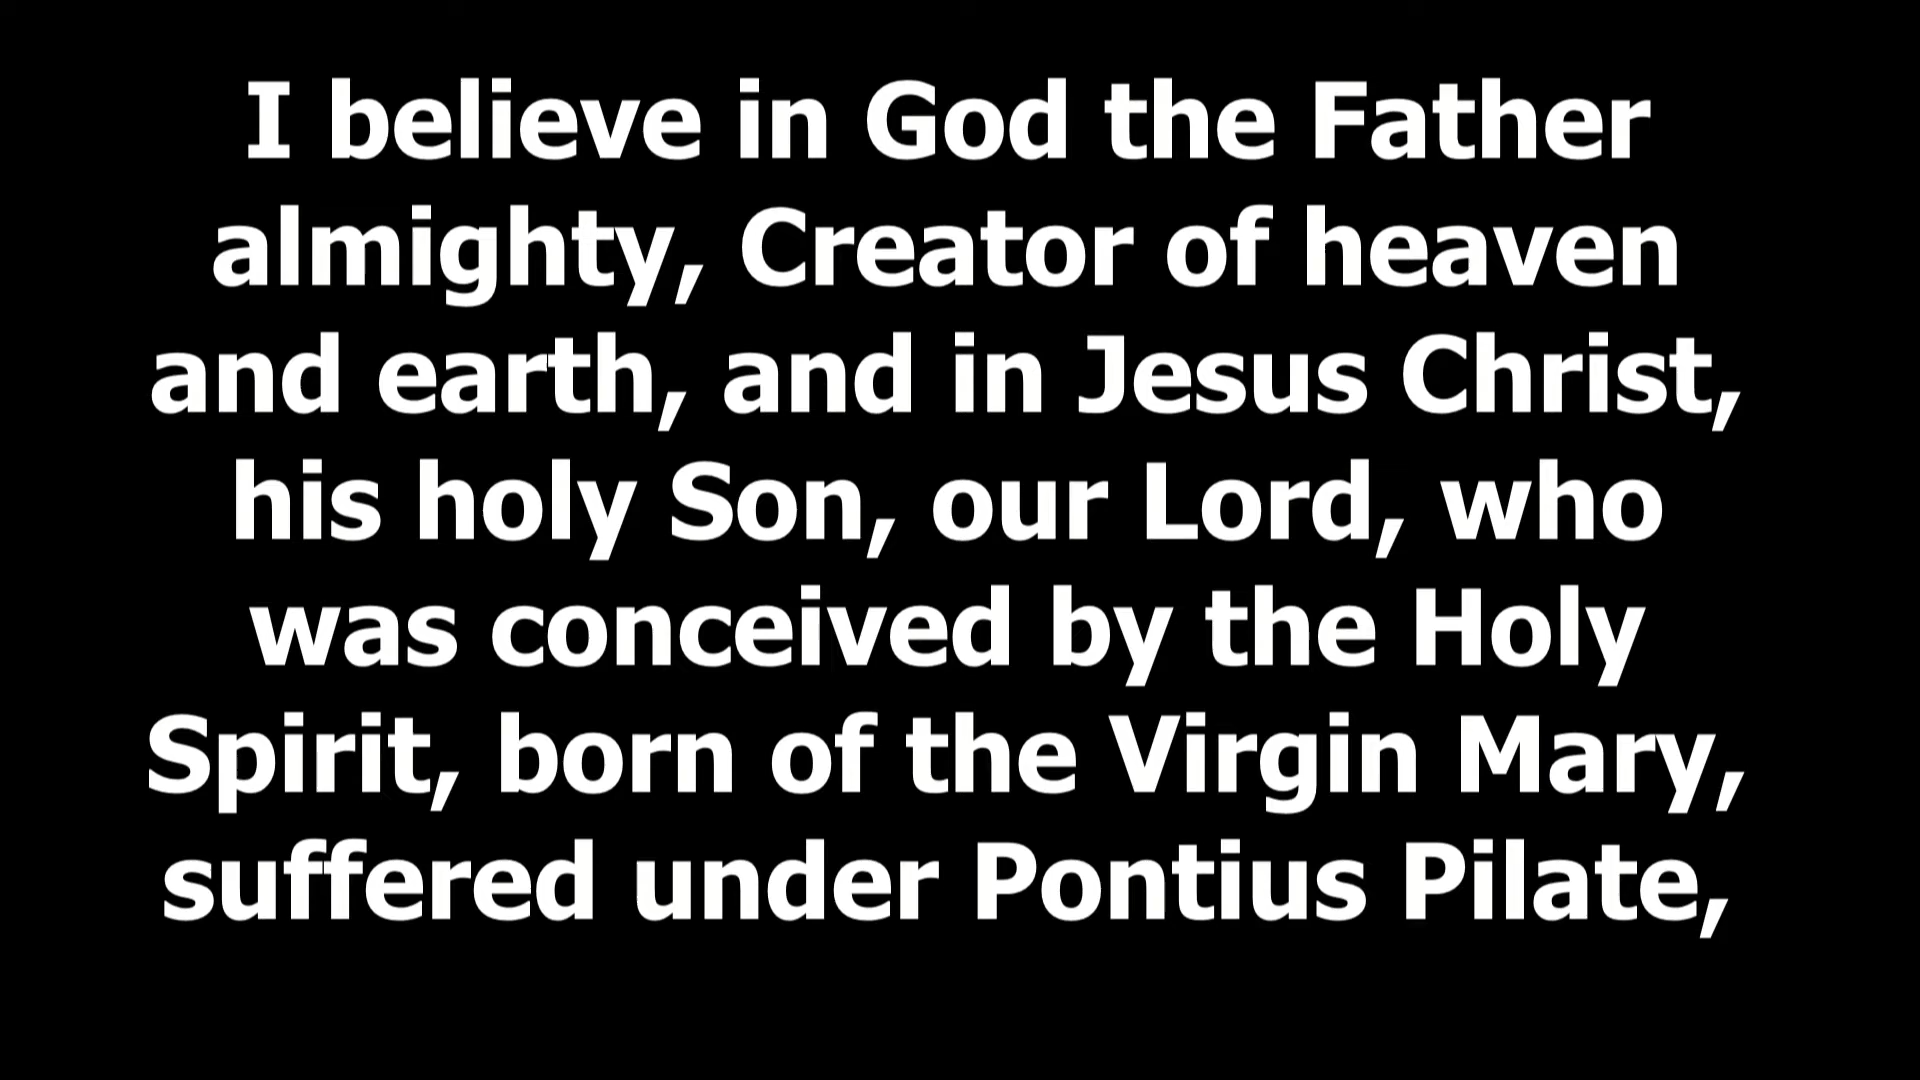 I believe in God the Father
almighty, Creator of heaven
and earth, and in Jesus Christ,
his holy Son, our Lord, who
was conceived by the Holy
Spirit, born of the Virgin Mary,
suffered under Pontius Pilate,